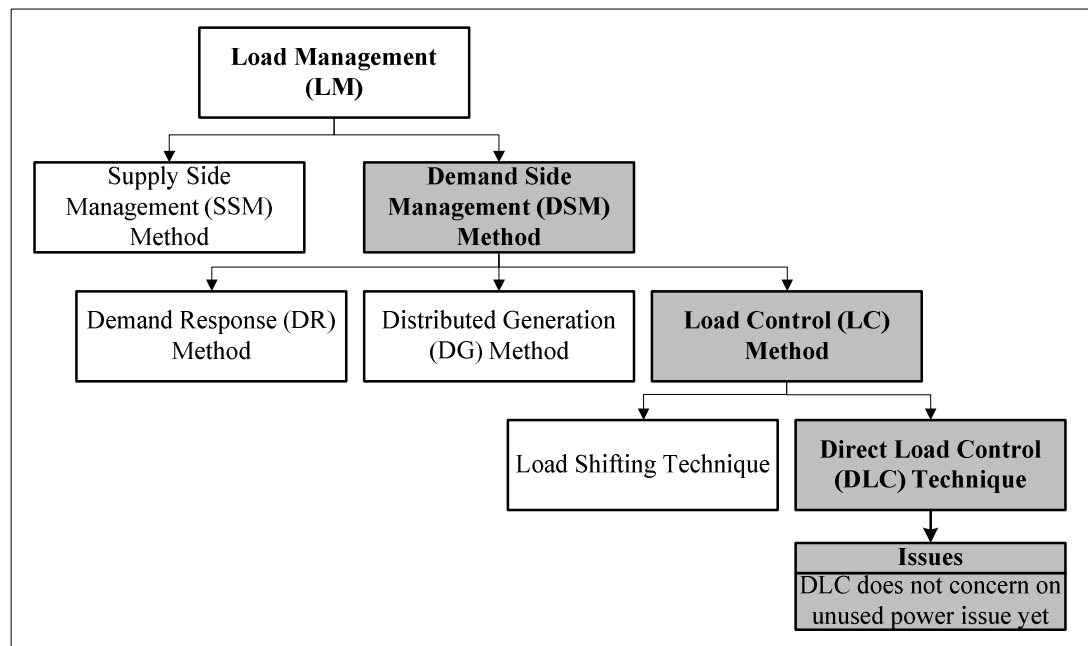 Load Management
(LM)
Supply Side
Management (SSM)
Method
Demand Side
Management (DSM)
Method
Demand Response (DR)
Method
Distributed Generation
(DG) Method
Load Control (LC)
Method
Load Shifting Technique
Direct Load Control
(DLC) Technique
Issues
DLC does not concern on
unused power issue yet